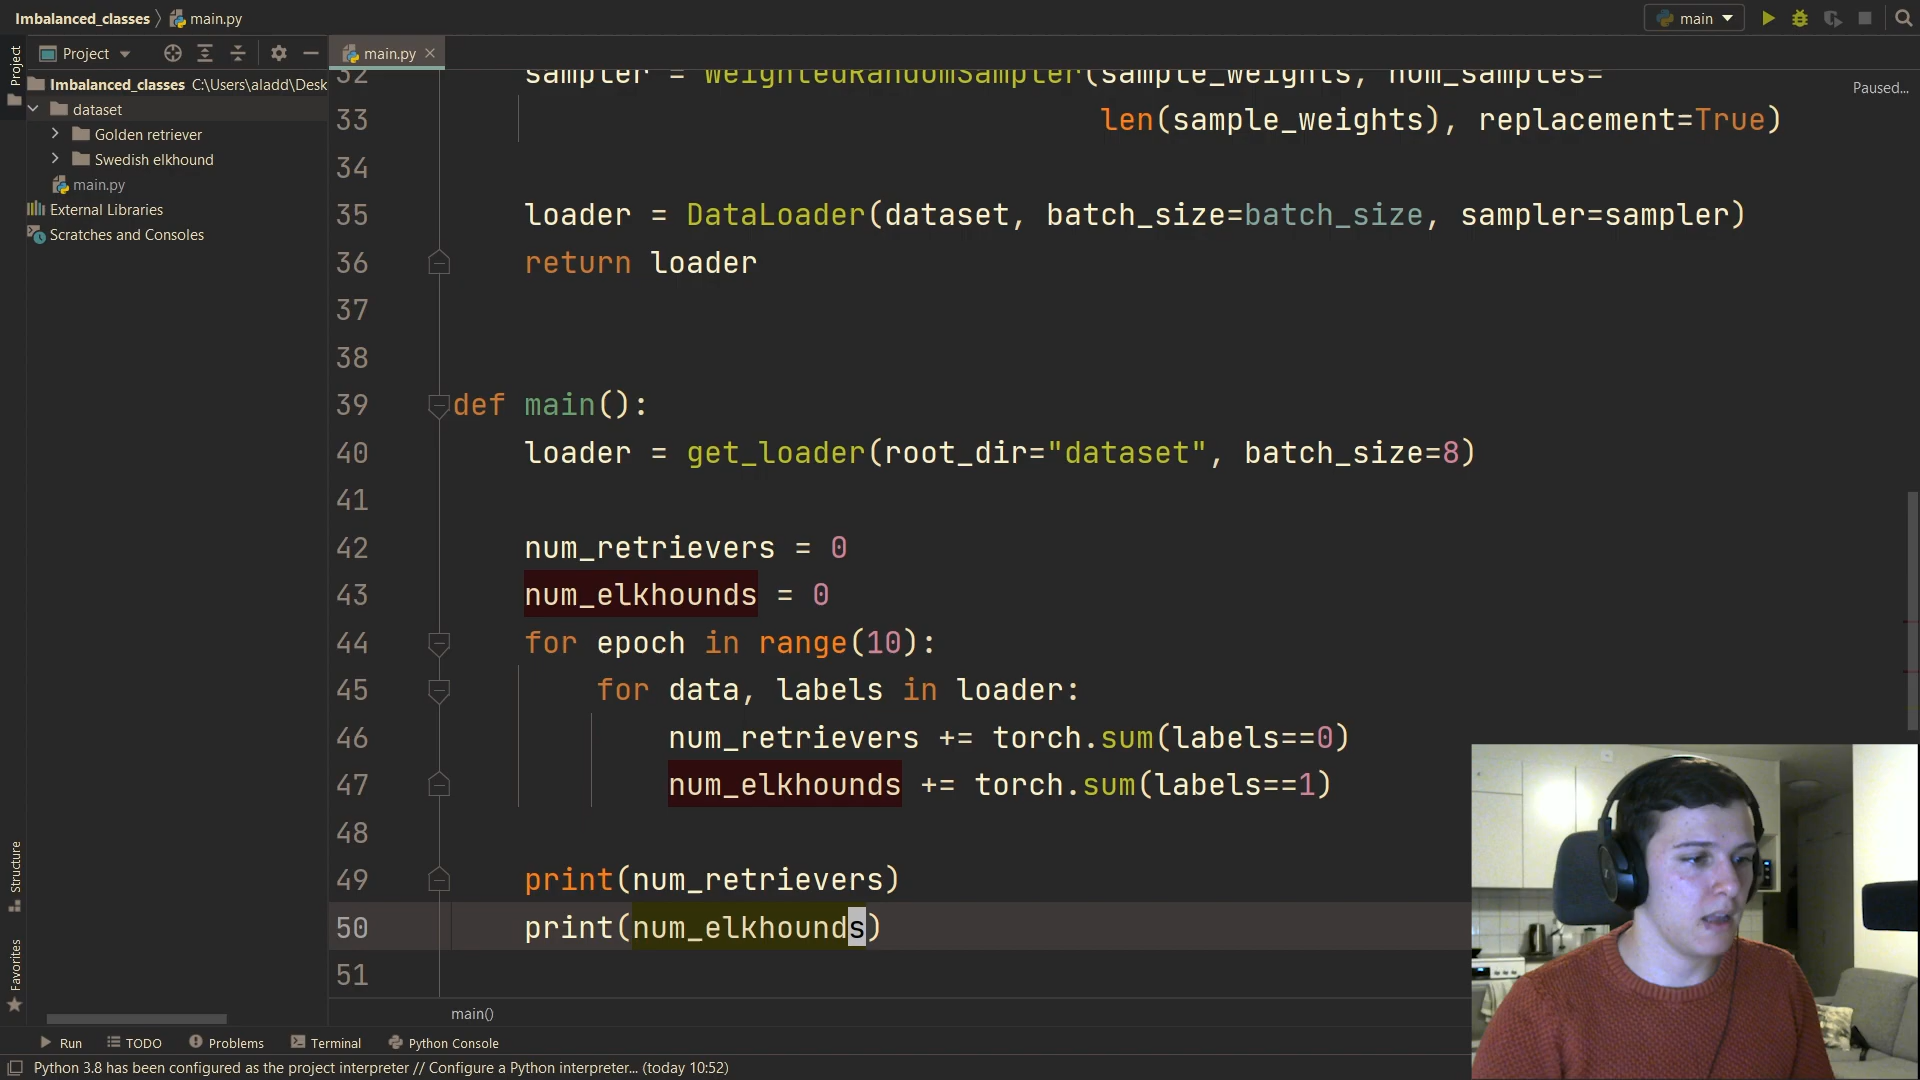 Imbalanced_classes
main.py
main
Project
main.py
Paused...
Project
Imbalanced_classes C:\Users\aladd\Desk
dataset
Golden retriever
Swedish elkhound
main.py
External Libraries
Scratches and Consoles
Structure
Favorites
32 sampler = WeightedRandomSampler(sample_weights, num_samples=
33 len(sample_weights), replacement=True)
34
35 loader = DataLoader(dataset, batch_size=batch_size, sampler=sampler)
36 return loader
37
38
39 def main():
40 loader = get_loader(root_dir="dataset", batch_size=8)
41
42 num_retrievers = 0
43 num_elkhounds = 0
44 for epoch in range(10):
45 for data, labels in loader:
46 num_retrievers += torch.sum(labels==0)
47 num_elkhounds += torch.sum(labels==1)
48
49 print(num_retrievers)
50 print(num_elkhounds)
51
main()
Run TODO Problems Terminal Python Console
Python 3.8 has been configured as the project interpreter // Configure a Python interpreter... (today 10:52)